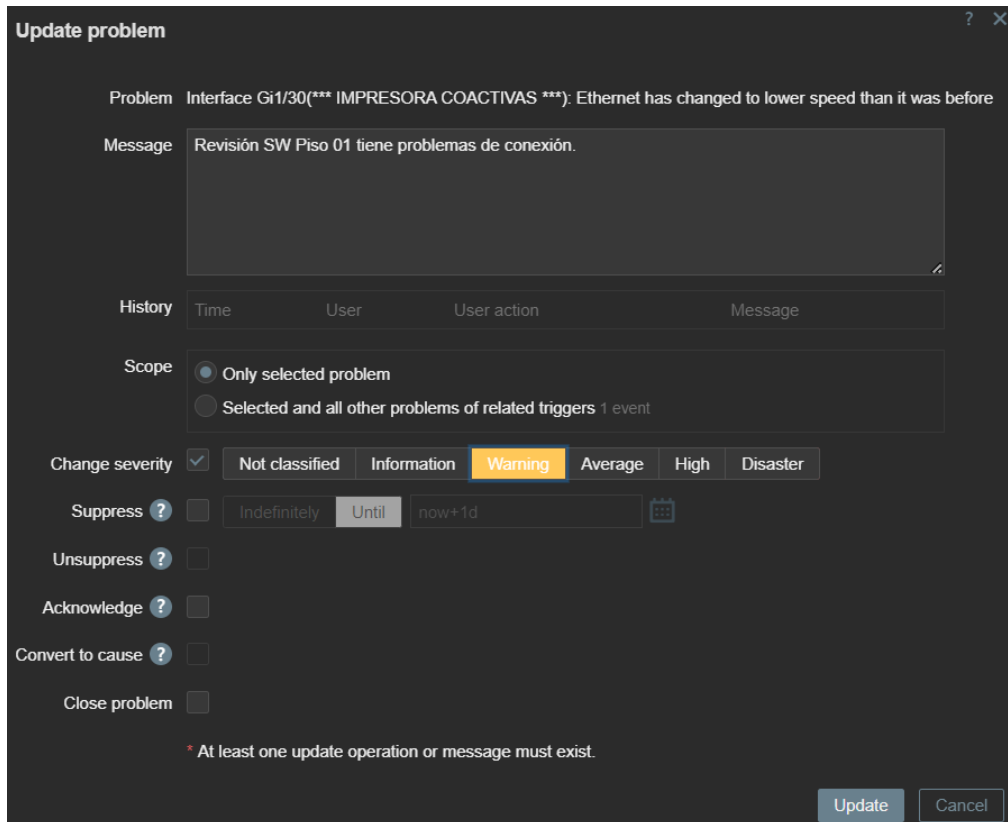 Update problem
? ×
Problem Interface Gi1/30(*** IMPRESORA COACTIVAS ***): Ethernet has changed to lower speed than it was before
Message Revisión SW Piso 01 tiene problemas de conexión.
History Time User User action Message
Scope Only selected problem
Selected and all other problems of related triggers 1 event
Change severity Not classified Information Warning Average High Disaster
Suppress ? Indefinitely Until now+1d
Unsuppress ?
Acknowledge ?
Convert to cause ?
Close problem
* At least one update operation or message must exist.
Update Cancel